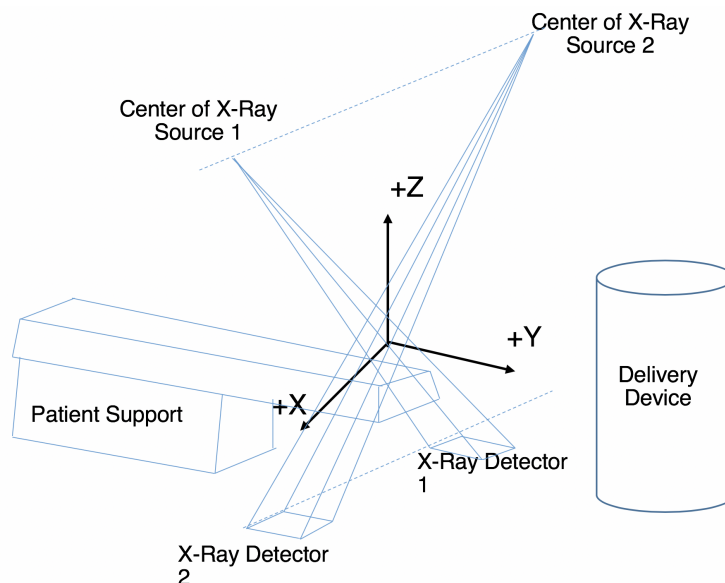 Center of X-Ray
Source 2
Center of X-Ray
Source 1
+Z
+Y
Delivery
Device
+X
Patient Support
X-Ray Detector
1
X-Ray Detector
2